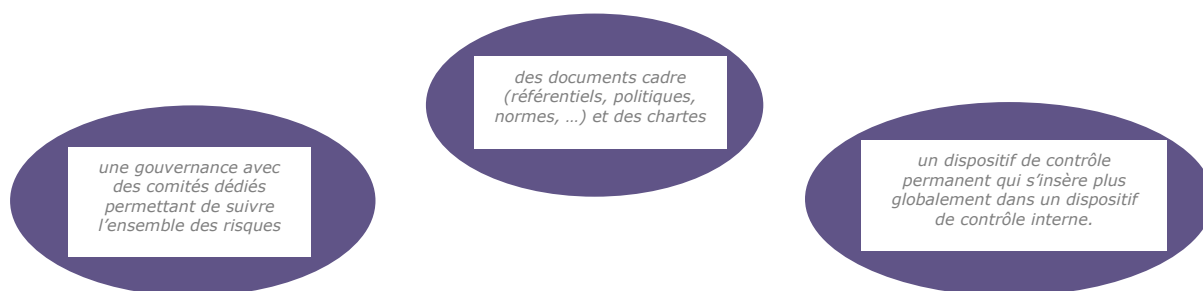 une gouvernance avec
des comités dédiés
permettant de suivre
l’ensemble des risques
des documents cadre
(référentiels, politiques,
normes, …) et des chartes
un dispositif de contrôle
permanent qui s’insère plus
globalement dans un dispositif
de contrôle interne.